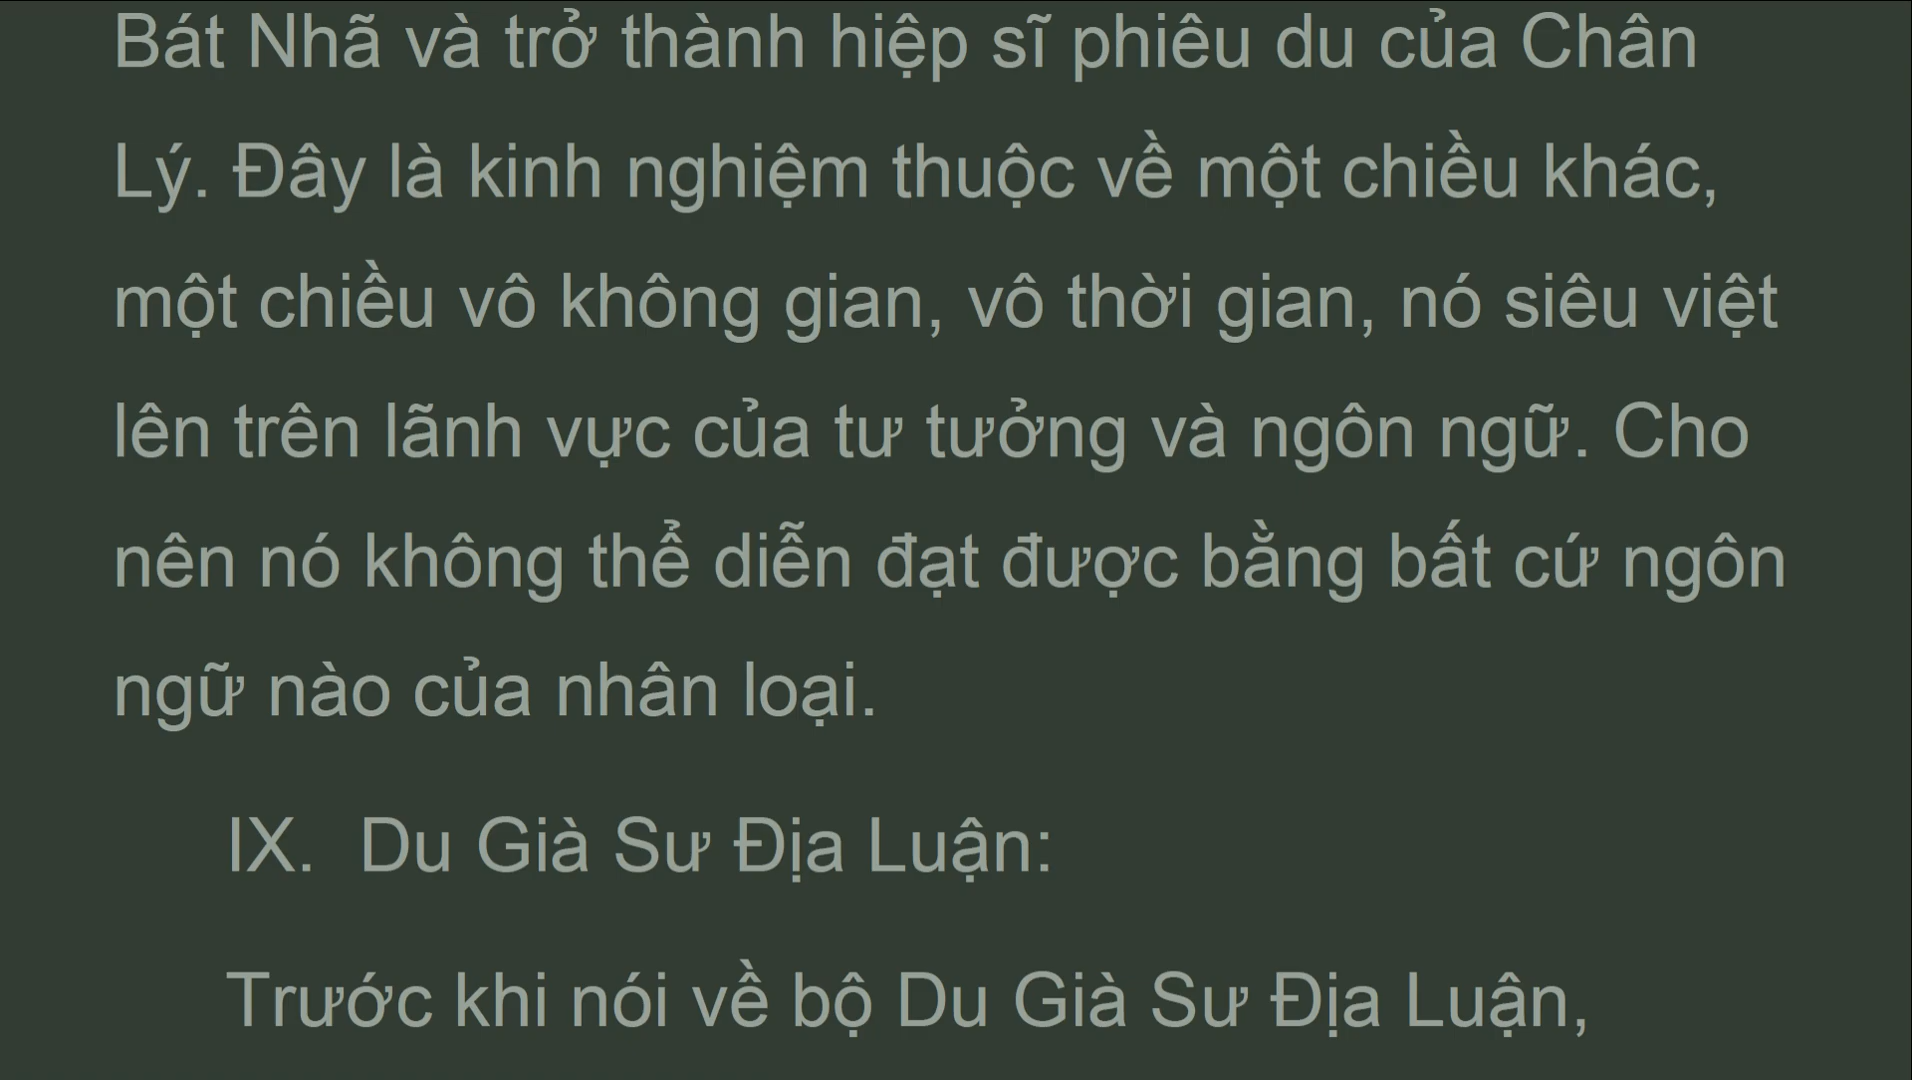 Bát Nhã và trở thành hiệp sĩ phiêu du của Chân
Lý. Đây là kinh nghiệm thuộc về một chiều khác,
một chiều vô không gian, vô thời gian, nó siêu việt
lên trên lãnh vực của tư tưởng và ngôn ngữ. Cho
nên nó không thể diễn đạt được bằng bất cứ ngôn
ngữ nào của nhân loại.
IX. Du Già Sư Địa Luận:
Trước khi nói về bộ Du Già Sư Địa Luận,